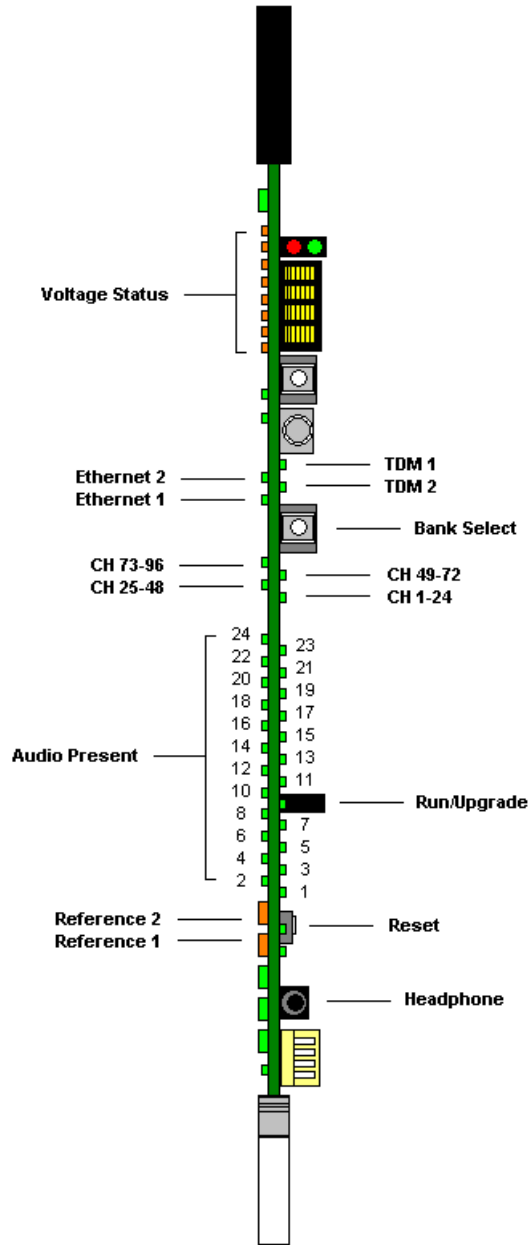 Voltage Status
TDM 1
Ethernet 2
TDM 2
Ethernet 1
Bank Select
CH 73-96
CH 49-72
CH 25-48
CH 1-24
24
23
22
21
20
19
18
17
16
15
14
Audio Present
13
12
11
10
Run/Upgrade
8
7
6
5
4
3
2
1
Reference 2
Reset
Reference 1
Headphone